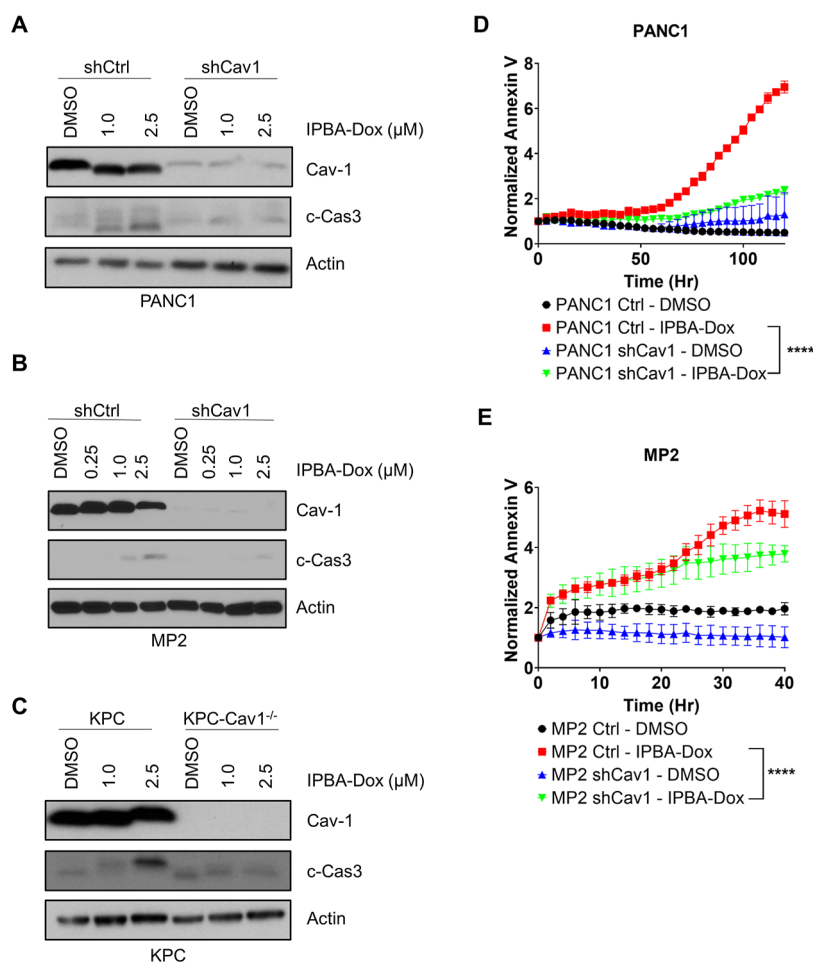 A
shCtrl shCav1
DMSO 1.0 2.5 DMSO 1.0 2.5 IPBA-Dox (µM)
Cav-1
c-Cas3
Actin
PANC1
B
shCtrl shCav1
DMSO 0.25 1.0 2.5 DMSO 0.25 1.0 2.5 IPBA-Dox (µM)
Cav-1
c-Cas3
Actin
MP2
C
KPC KPC-Cav1-/-
DMSO 1.0 2.5 DMSO 1.0 2.5 IPBA-Dox (µM)
Cav-1
c-Cas3
Actin
KPC
D
PANC1
Normalized Annexin V
8
6
4
2
0
0 50 100
Time (Hr)
PANC1 Ctrl - DMSO
PANC1 Ctrl - IPBA-Dox
PANC1 shCav1 - DMSO
PANC1 shCav1 - IPBA-Dox
****
E
MP2
Normalized Annexin V
6
4
2
0
0 10 20 30 40
Time (Hr)
MP2 Ctrl - DMSO
MP2 Ctrl - IPBA-Dox
MP2 shCav1 - DMSO
MP2 shCav1 - IPBA-Dox
****